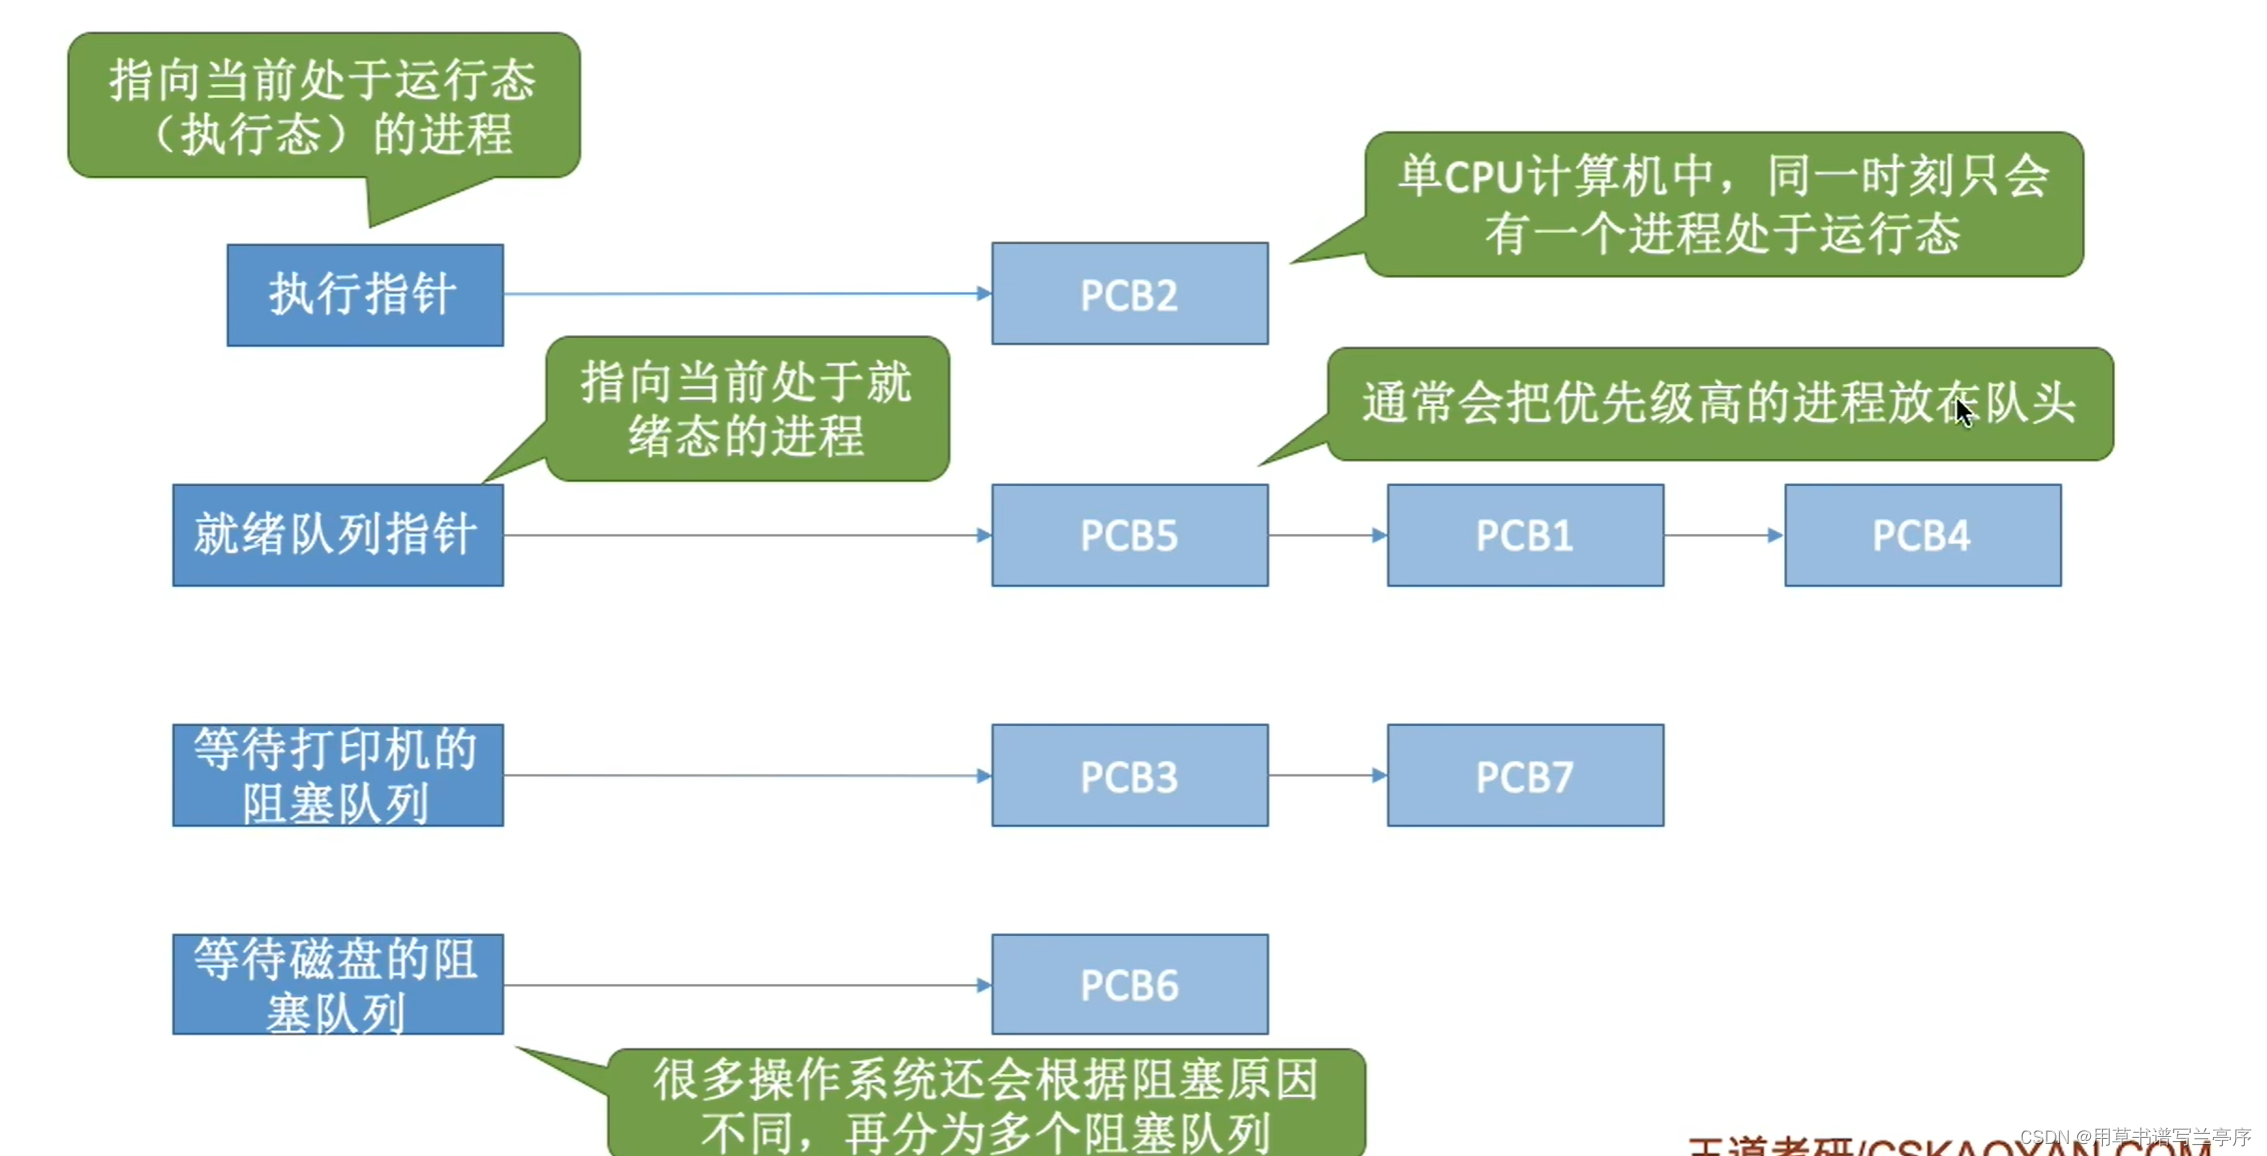 指向当前处于运行态
（执行态）的进程
单CPU计算机中，同一时刻只会
有一个进程处于运行态
执行指针
PCB2
指向当前处于就
绪态的进程
通常会把优先级高的进程放在队头
就绪队列指针
PCB5
PCB1
PCB4
等待打印机的
阻塞队列
PCB3
PCB7
等待磁盘的阻
塞队列
PCB6
很多操作系统还会根据阻塞原因
不同，再分为多个阻塞队列
王道考研/CSKAOYAN.COM
CSDN @用草书谱写兰亭序